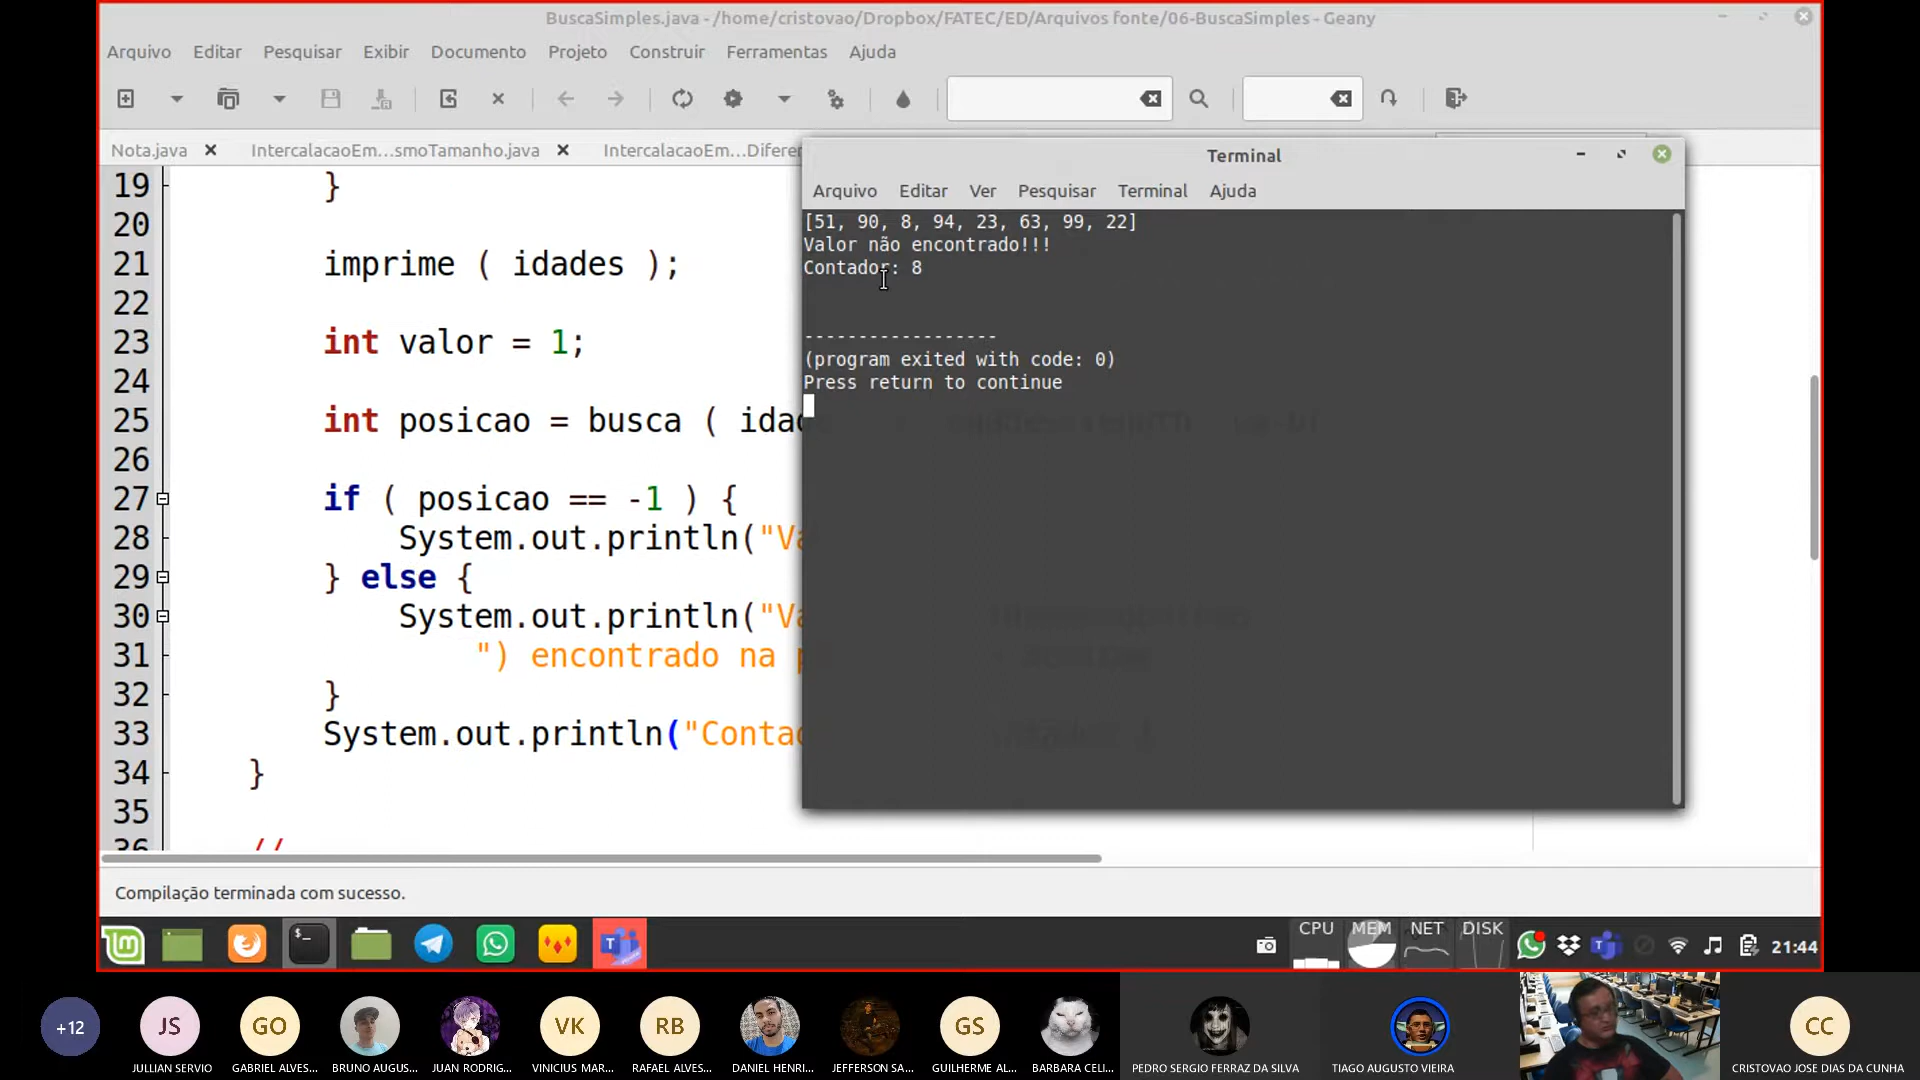 BuscaSimples.java - /home/cristovao/Dropbox/FATEC/ED/Arquivos fonte/06-BuscaSimples - Geany
Arquivo Editar Pesquisar Exibir Documento Projeto Construir Ferramentas Ajuda
Nota.java IntercalacaoEm...smoTamanho.java IntercalacaoEm...Diferen
19 }
20
21 imprime ( idades );
22
23 int valor = 1;
24
25 int posicao = busca ( idad
26
27 if ( posicao == -1 ) {
28 System.out.println("Va
29 } else {
30 System.out.println("Va
31 ") encontrado na p
32 }
33 System.out.println("Contad
34 }
35
36 //
Terminal
Arquivo Editar Ver Pesquisar Terminal Ajuda
[51, 90, 8, 94, 23, 63, 99, 22]
Valor não encontrado!!!
Contador: 8
------------------
(program exited with code: 0)
Press return to continue
Compilação terminada com sucesso.
CPU MEM NET DISK
21:44
+12 JS GO VK RB GS CC
JULLIAN SERVIO GABRIEL ALVES... BRUNO AUGUS... JUAN RODRIG... VINICIUS MAR... RAFAEL ALVES... DANIEL HENRI... JEFFERSON SA... GUILHERME AL... BARBARA CELI... PEDRO SERGIO FERRAZ DA SILVA TIAGO AUGUSTO VIEIRA CRISTOVAO JOSE DIAS DA CUNHA